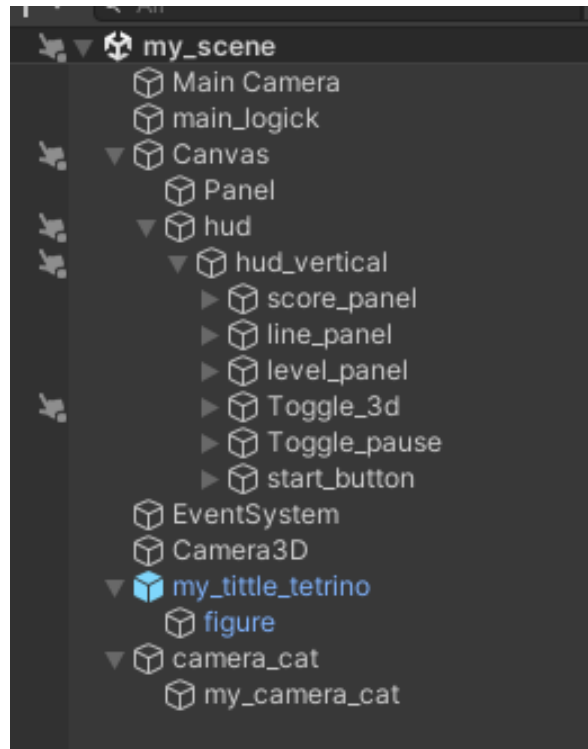 my_scene
Main Camera
main_logick
Canvas
Panel
hud
hud_vertical
score_panel
line_panel
level_panel
Toggle_3d
Toggle_pause
start_button
EventSystem
Camera3D
my_tittle_tetrino
figure
camera_cat
my_camera_cat